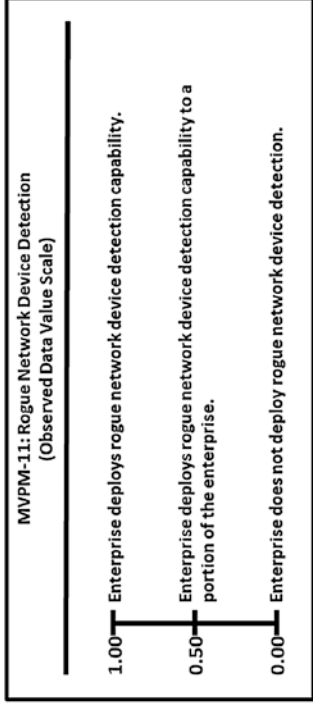 MVPM-11: Rogue Network Device Detection
(Observed Data Value Scale)
1.00 Enterprise deploys rogue network device detection capability.
0.50 Enterprise deploys rogue network device detection capability to a
portion of the enterprise.
0.00 Enterprise does not deploy rogue network device detection.